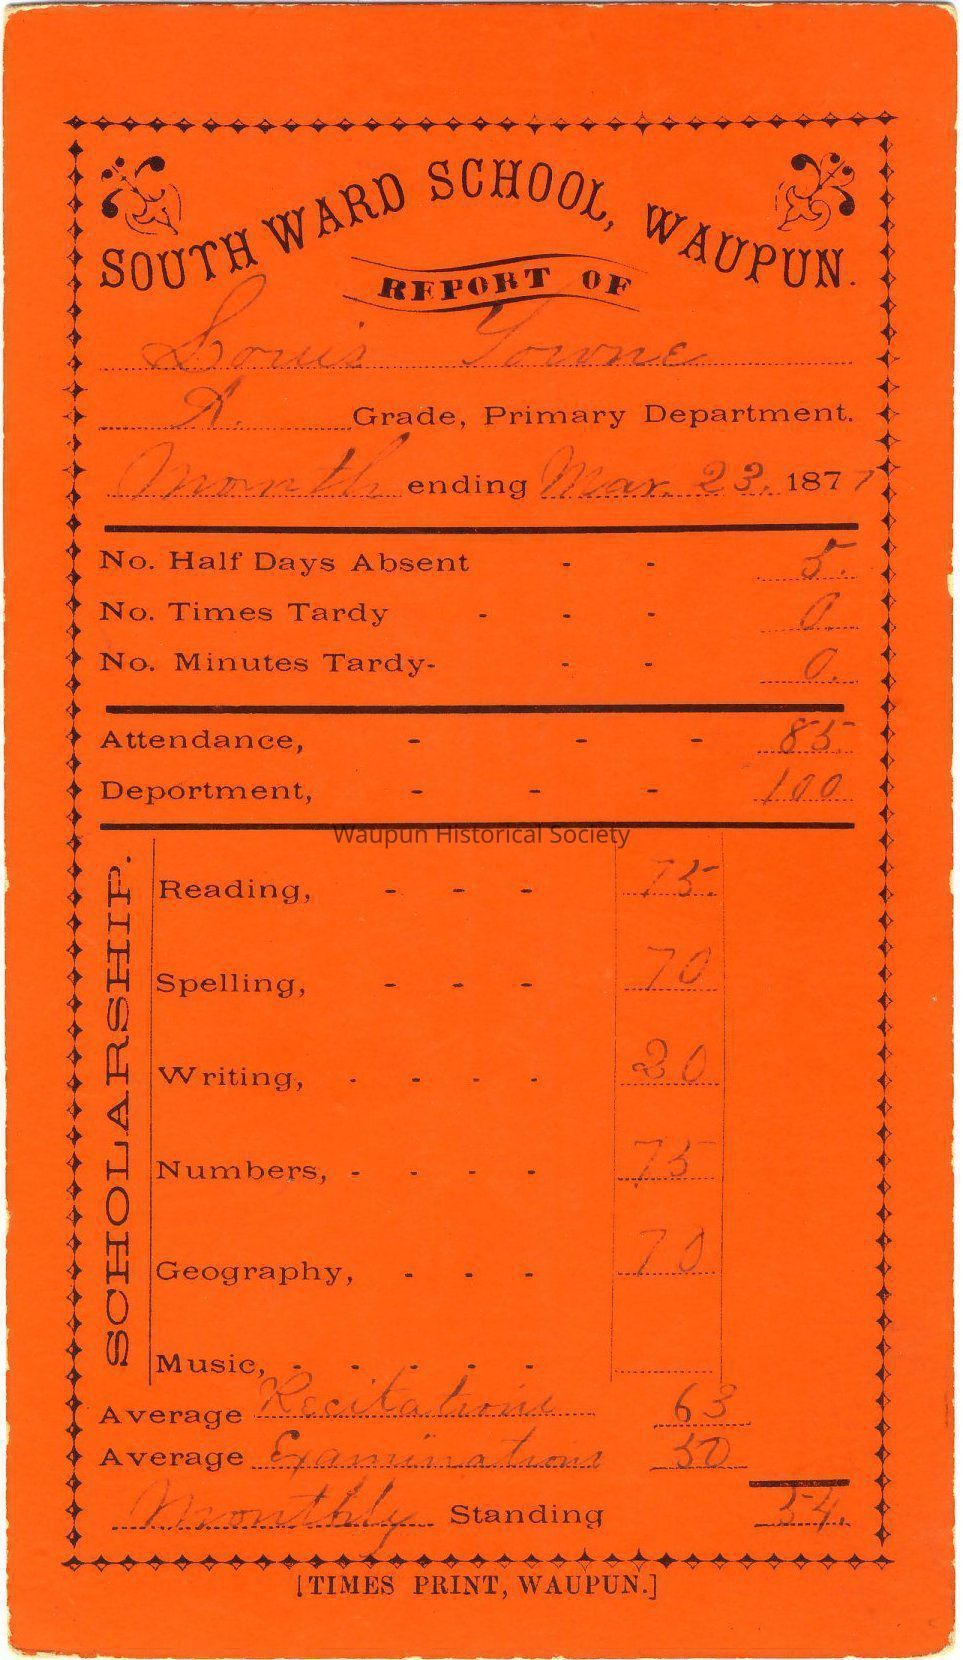 SOUTH WARD SCHOOL, WAUPUN.
REPORT OF
Louis Towne
A. Grade, Primary Department.
Month ending Mar. 23. 1877
No. Half Days Absent - - 5.
No. Times Tardy - - - 0.
No. Minutes Tardy- - - 0.
Attendance, - - - 85.
Deportment, - - - 100
Waupun Historical Society
SCHOLARSHIP.
Reading, - - - 75.
Spelling, - - - 70
Writing, - - - - 20
Numbers, - - - - 75
Geography, - - - 70
Music, - - - - -
Average Recitations 63
Average Examinations 50
Monthly Standing 54.
[TIMES PRINT, WAUPUN.]